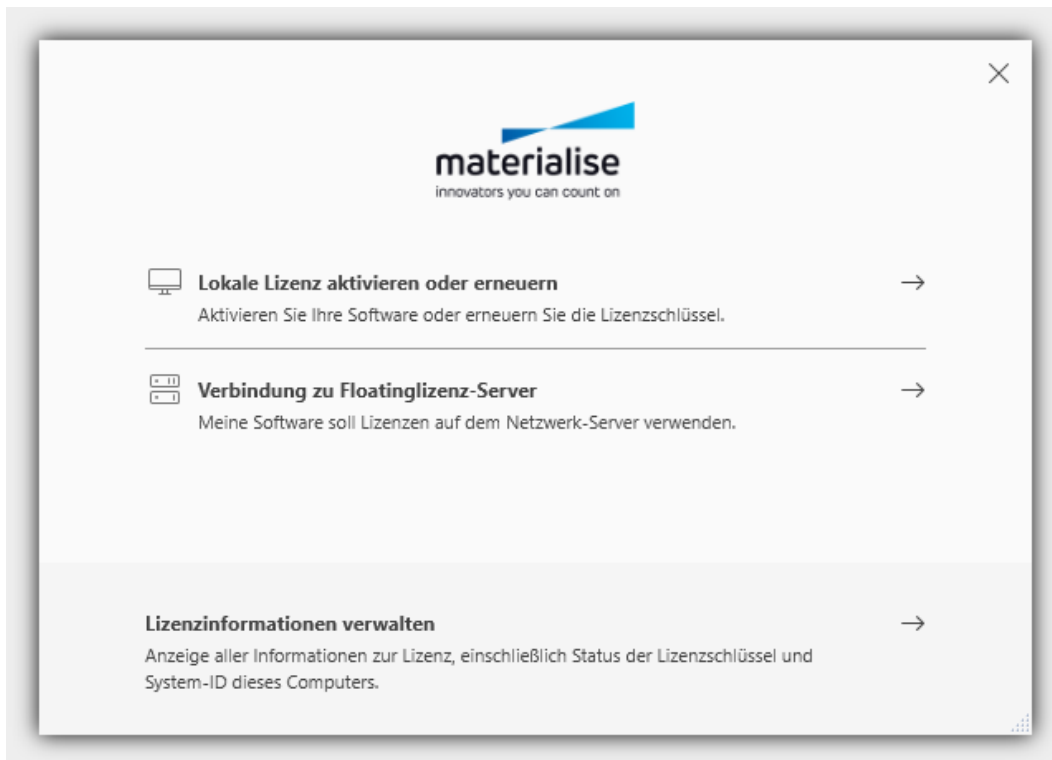 materialise
innovators you can count on
Lokale Lizenz aktivieren oder erneuern
Aktivieren Sie Ihre Software oder erneuern Sie die Lizenzschlüssel.
Verbindung zu Floatinglizenz-Server
Meine Software soll Lizenzen auf dem Netzwerk-Server verwenden.
Lizenzinformationen verwalten
Anzeige aller Informationen zur Lizenz, einschließlich Status der Lizenzschlüssel und
System-ID dieses Computers.